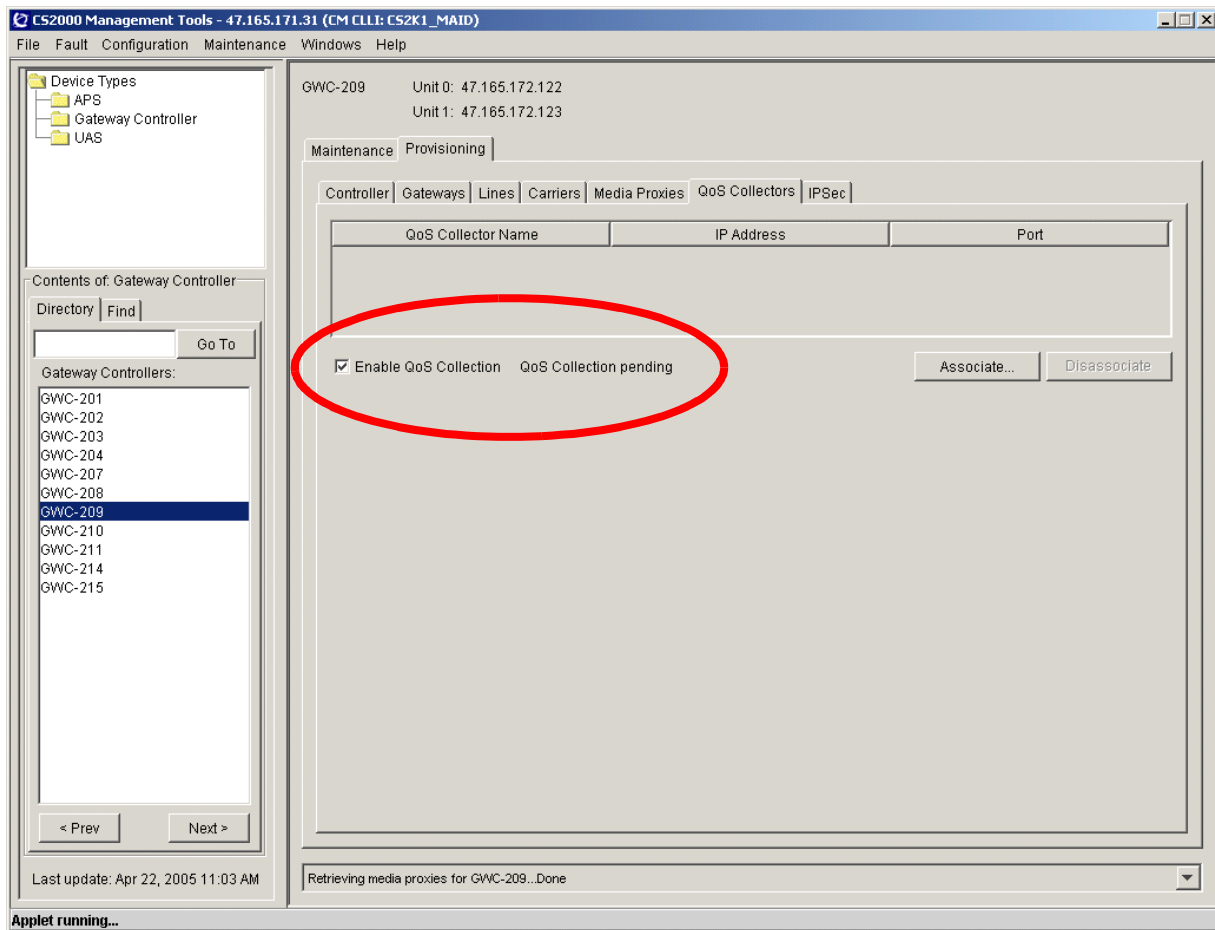 CS2000 Management Tools - 47.165.171.31 (CM CLLI: CS2K1_MAID)
File Fault Configuration Maintenance Windows Help
Device Types
APS
Gateway Controller
UAS
Contents of: Gateway Controller
Directory Find
Go To
Gateway Controllers:
GWC-201
GWC-202
GWC-203
GWC-204
GWC-207
GWC-208
GWC-209
GWC-210
GWC-211
GWC-214
GWC-215
< Prev Next >
Last update: Apr 22, 2005 11:03 AM
GWC-209 Unit 0: 47.165.172.122
Unit 1: 47.165.172.123
Maintenance Provisioning
Controller Gateways Lines Carriers Media Proxies QoS Collectors IPSec
QoS Collector Name IP Address Port
Enable QoS Collection QoS Collection pending Associate... Disassociate
Retrieving media proxies for GWC-209...Done
Applet running...